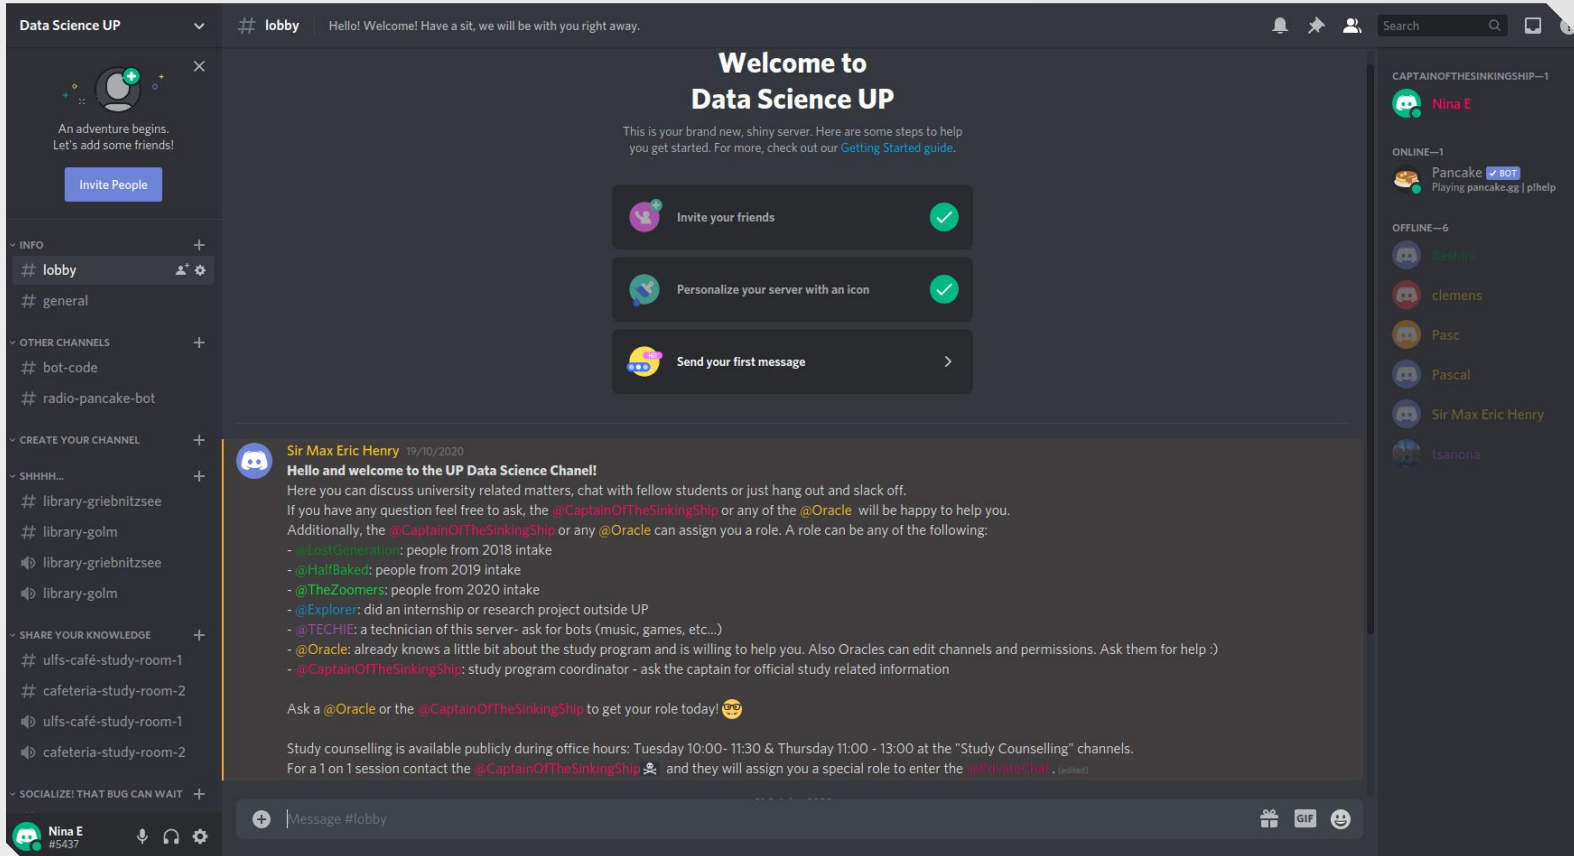 Data Science UP
An adventure begins.
Let's add some friends!
Invite People
INFO
# lobby
# general
OTHER CHANNELS
# bot-code
# radio-pancake-bot
CREATE YOUR CHANNEL
SHHHH...
# library-griebnitzsee
# library-golm
library-griebnitzsee
library-golm
SHARE YOUR KNOWLEDGE
# ulfs-café-study-room-1
# cafeteria-study-room-2
ulfs-café-study-room-1
cafeteria-study-room-2
SOCIALIZE! THAT BUG CAN WAIT
Nina E
#5437
# lobby
Hello! Welcome! Have a sit, we will be with you right away.
Search
Welcome to
Data Science UP
This is your brand new, shiny server. Here are some steps to help
you get started. For more, check out our Getting Started guide.
Invite your friends
Personalize your server with an icon
Hi!
Send your first message
Sir Max Eric Henry 19/10/2020
Hello and welcome to the UP Data Science Chanel!
Here you can discuss university related matters, chat with fellow students or just hang out and slack off.
If you have any question feel free to ask, the @CaptainOfTheSinkingShip or any of the @Oracle will be happy to help you.
Additionally, the @CaptainOfTheSinkingShip or any @Oracle can assign you a role. A role can be any of the following:
- @LostGeneration: people from 2018 intake
- @HalfBaked: people from 2019 intake
- @TheZoomers: people from 2020 intake
- @Explorer: did an internship or research project outside UP
- @TECHIE: a technician of this server- ask for bots (music, games, etc...)
- @Oracle: already knows a little bit about the study program and is willing to help you. Also Oracles can edit channels and permissions. Ask them for help :)
- @CaptainOfTheSinkingShip: study program coordinator - ask the captain for official study related information
Ask a @Oracle or the @CaptainOfTheSinkingShip to get your role today! 🤓
Study counselling is available publicly during office hours: Tuesday 10:00- 11:30 & Thursday 11:00 - 13:00 at the "Study Counselling" channels.
For a 1 on 1 session contact the @CaptainOfTheSinkingShip ☠ and they will assign you a special role to enter the @PrivateChat . (edited)
Message #lobby
GIF
CAPTAINOFTHESINKINGSHIP—1
Nina E
ONLINE—1
Pancake ✓ BOT
Playing pancake.gg | p!help
OFFLINE—6
clemens
Pasc
Pascal
Sir Max Eric Henry
tsanona